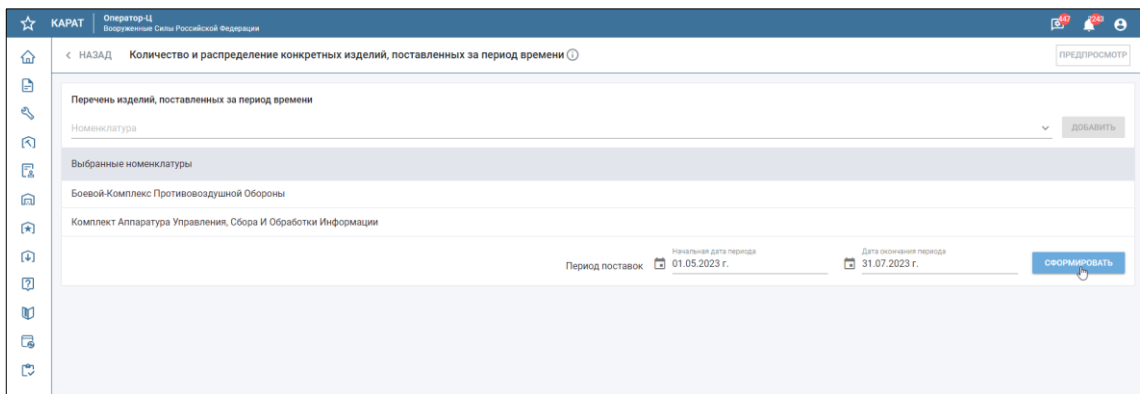 КАРАТ
Оператор-Ц
Вооруженные Силы Российской Федерации
447
2243
< НАЗАД Количество и распределение конкретных изделий, поставленных за период времени
ПРЕДПРОСМОТР
Перечень изделий, поставленных за период времени
Номенклатура
ДОБАВИТЬ
Выбранные номенклатуры
Боевой-Комплекс Противовоздушной Обороны
Комплект Аппаратура Управления, Сбора И Обработки Информации
Период поставок
Начальная дата периода
01.05.2023 г.
Дата окончания периода
31.07.2023 г.
СФОРМИРОВАТЬ